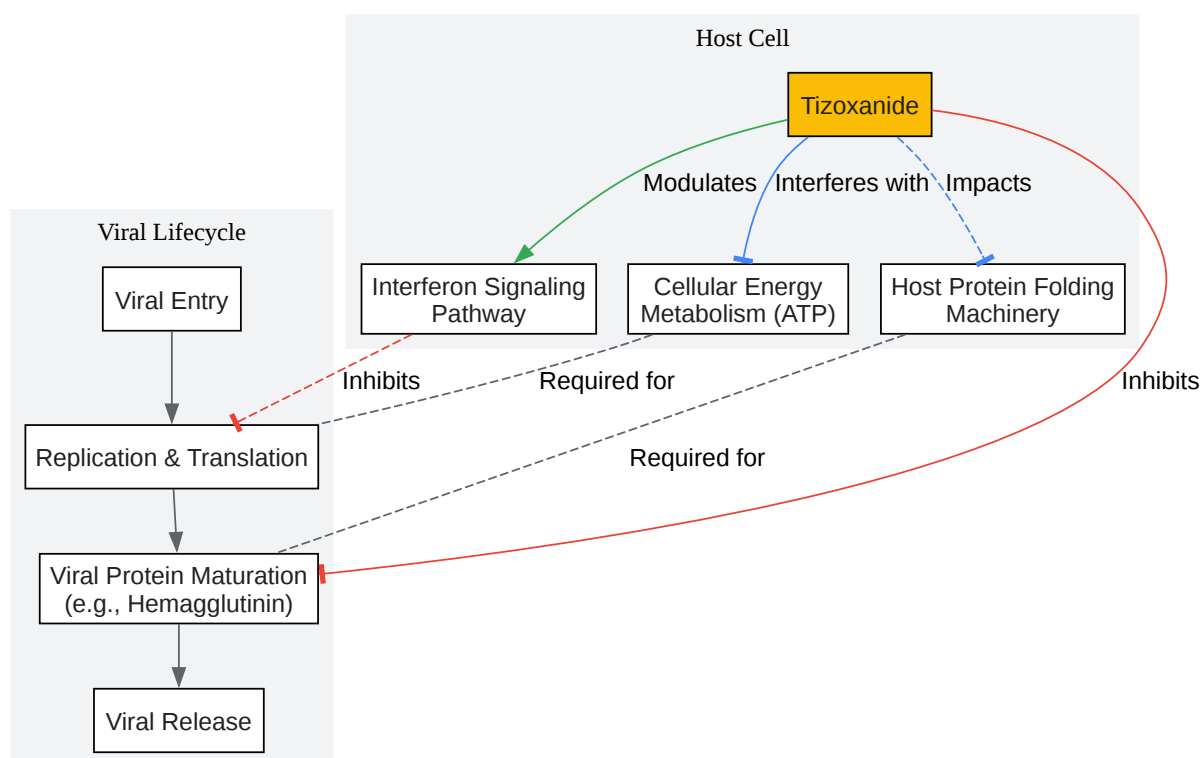 Host Cell
Tizoxanide
Modulates
Interferes with
Impacts
Viral Lifecycle
Viral Entry
Interferon Signaling
Pathway
Cellular Energy
Metabolism (ATP)
Host Protein Folding
Machinery
Inhibits
Required for
Inhibits
Replication & Translation
Required for
Viral Protein Maturation
(e.g., Hemagglutinin)
Viral Release